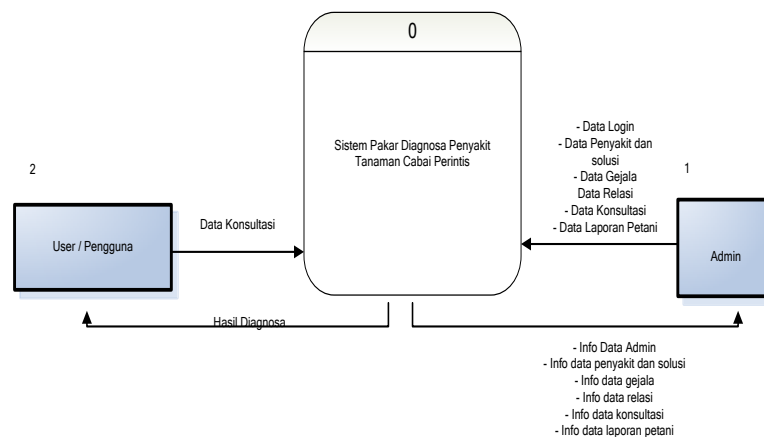 0
Sistem Pakar Diagnosa Penyakit
Tanaman Cabai Perintis
2
User / Pengguna
Data Konsultasi
Hasil Diagnosa
- Data Login
- Data Penyakit dan
solusi
- Data Gejala
Data Relasi
- Data Konsultasi
- Data Laporan Petani
1
Admin
- Info Data Admin
- Info data penyakit dan solusi
- Info data gejala
- Info data relasi
- Info data konsultasi
- Info data laporan petani